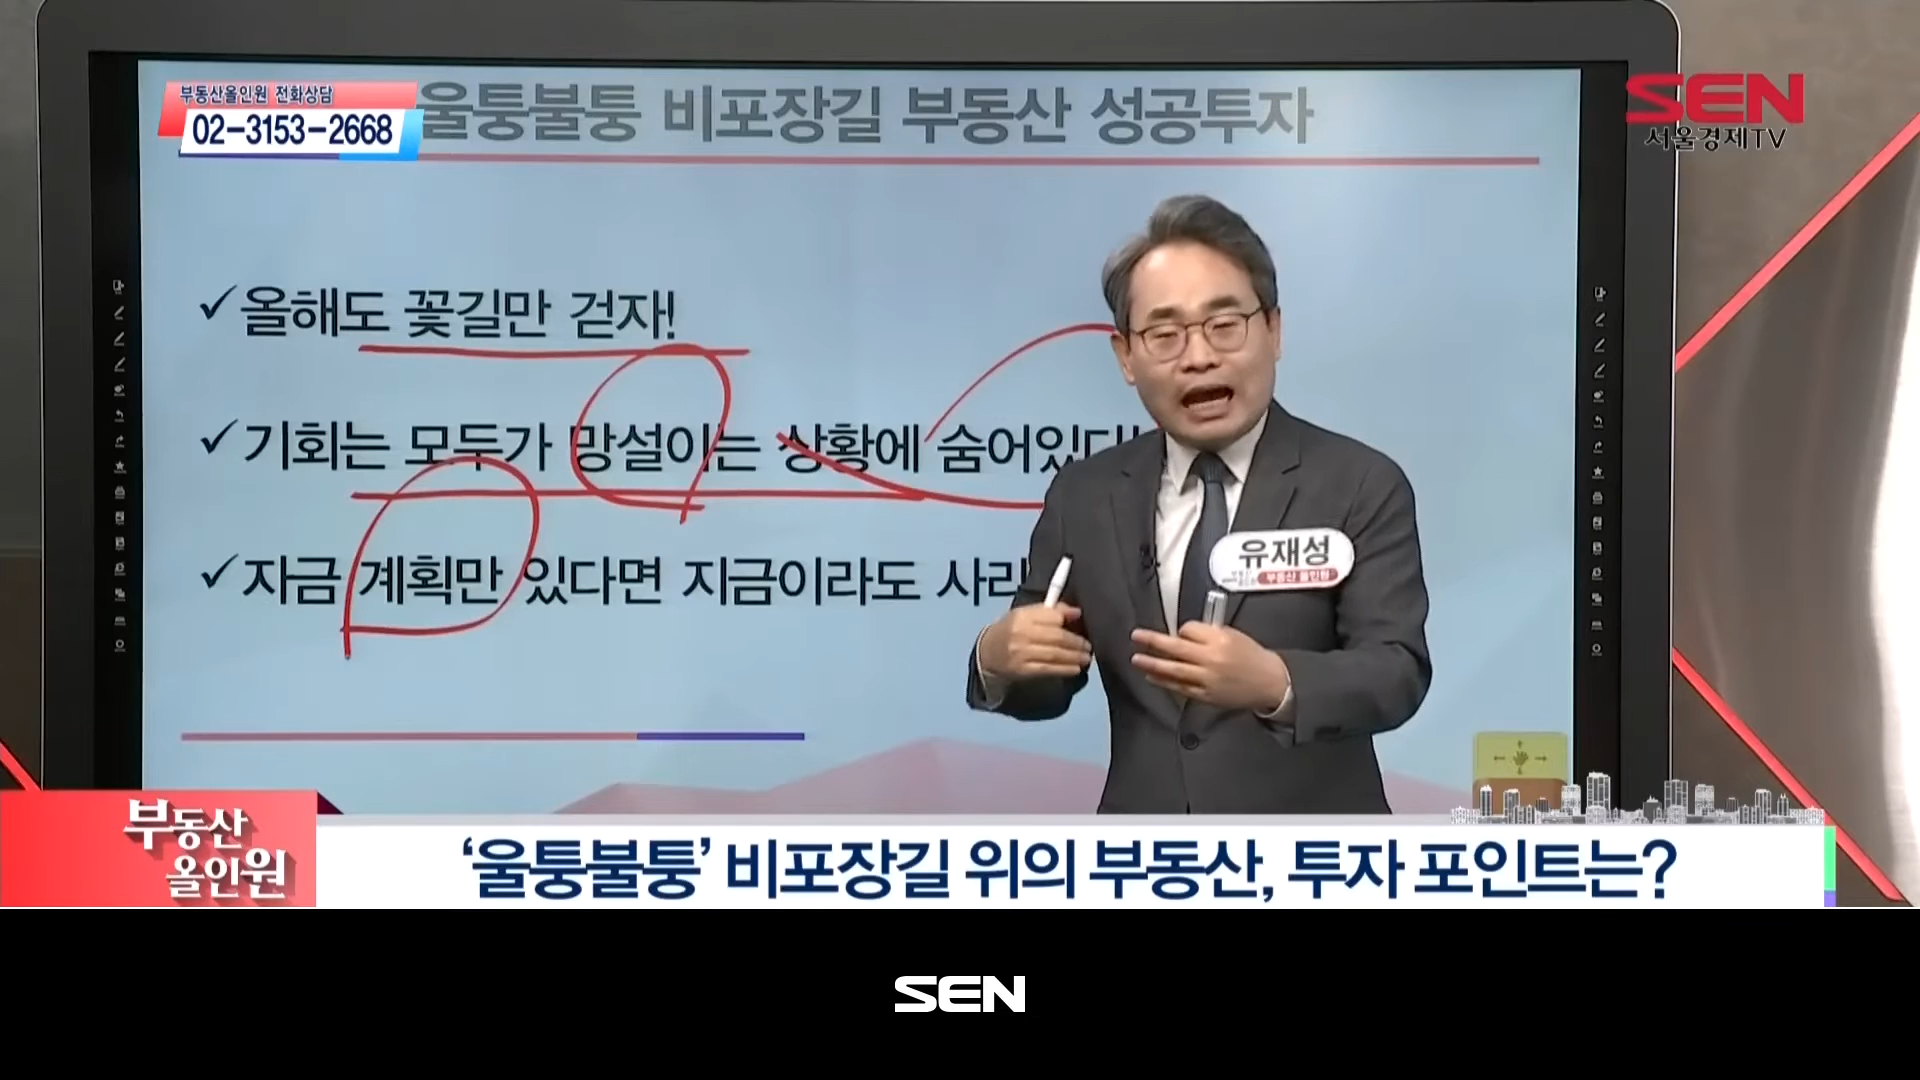 부동산올인원 전화상담
02-3153-2668
울퉁불퉁 비포장길 부동산 성공투자
SEN
서울경제TV
✓올해도 꽃길만 걷자!
✓기회는 모두가 망설이는 상황에 숨어있다!
✓자금 계획만 있다면 지금이라도 사라
유재성
부동산 올인원
부동산
올인원
‘울퉁불퉁’ 비포장길 위의 부동산, 투자 포인트는?
SEN